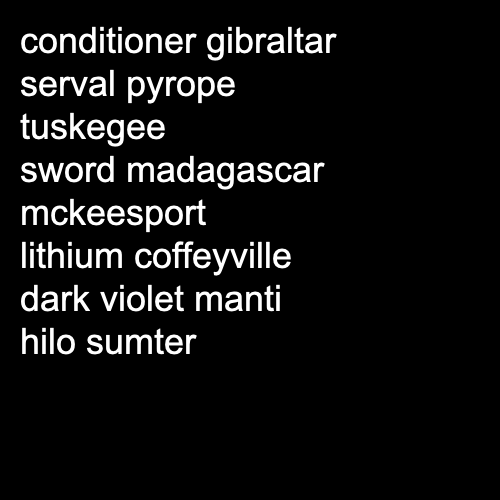 conditioner gibraltar
serval pyrope
tuskegee
sword madagascar
mckeesport
lithium coffeyville
dark violet manti
hilo sumter